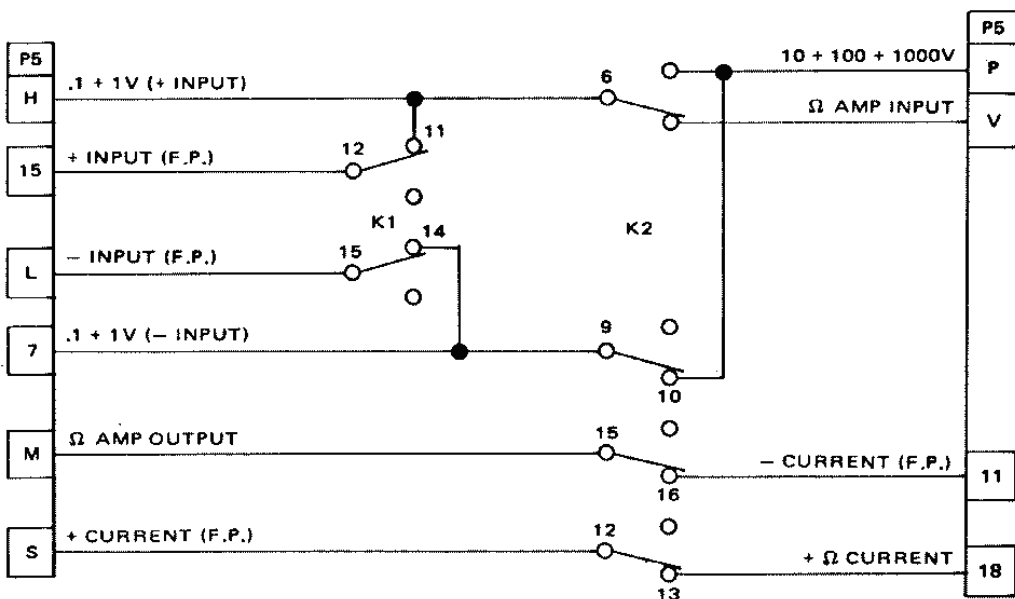 P5
P5
10 + 100 + 1000V
P
H
.1 + 1V (+ INPUT)
6
Ω AMP INPUT
V
11
12
15
+ INPUT (F.P.)
K1
14
K2
15
L
− INPUT (F.P.)
9
7
.1 + 1V (− INPUT)
10
15
M
Ω AMP OUTPUT
− CURRENT (F.P.)
11
16
12
S
+ CURRENT (F.P.)
+ Ω CURRENT
18
13